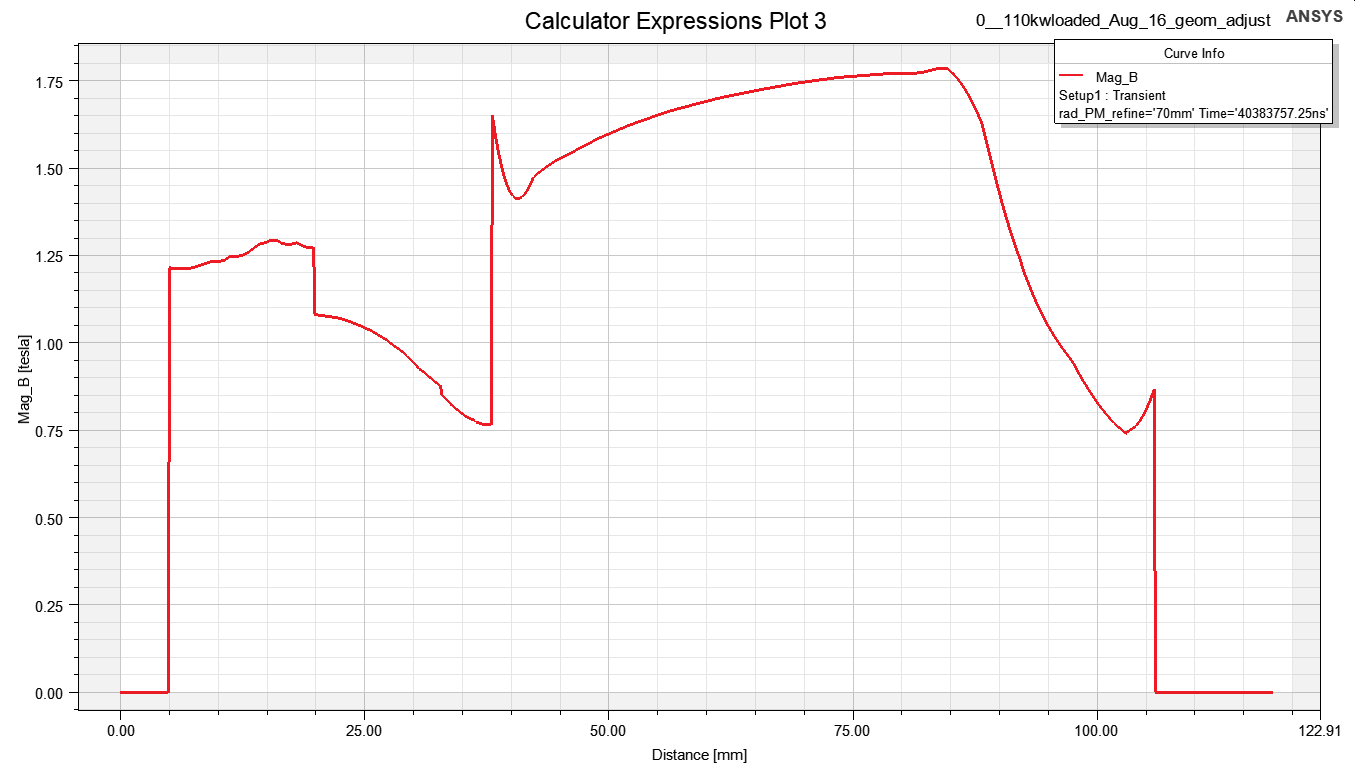 Calculator Expressions Plot 3
0__110kwloaded_Aug_16_geom_adjust
ANSYS
Curve Info
Mag_B
Setup1 : Transient
rad_PM_refine='70mm' Time='40383757.25ns'
1.75
1.50
1.25
1.00
0.75
0.50
0.25
0.00
Mag_B [tesla]
0.00 25.00 50.00 75.00 100.00 122.91
Distance [mm]